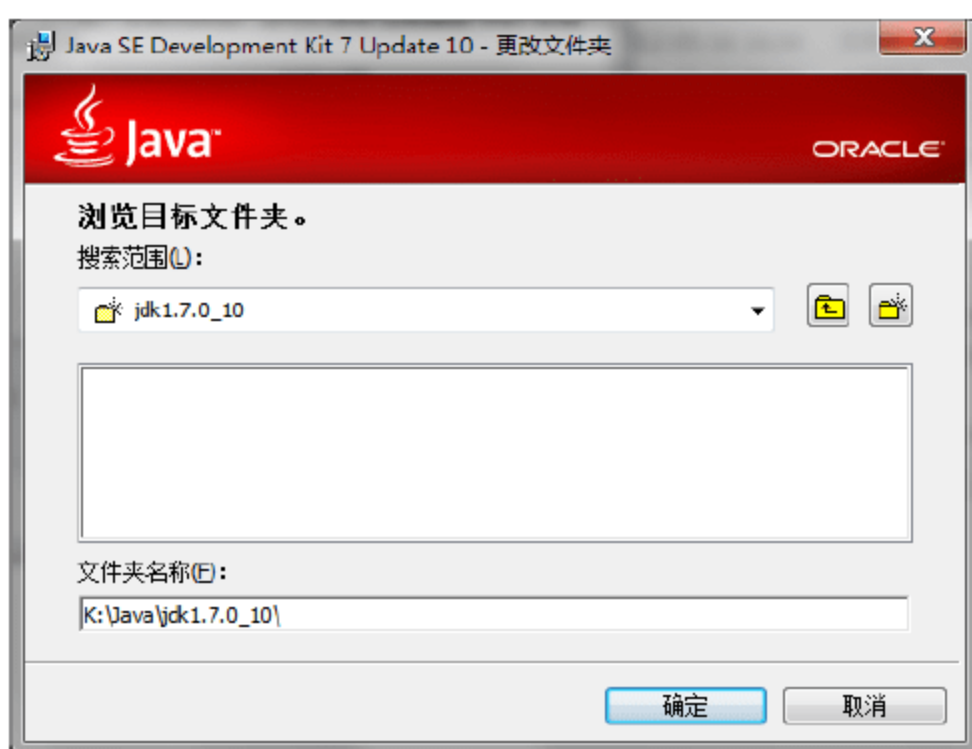 Java SE Development Kit 7 Update 10 - 更改文件夹
Java™
ORACLE
浏览目标文件夹。
搜索范围(L):
jdk1.7.0_10
文件夹名称(F):
K:\Java\jdk1.7.0_10\
确定
取消